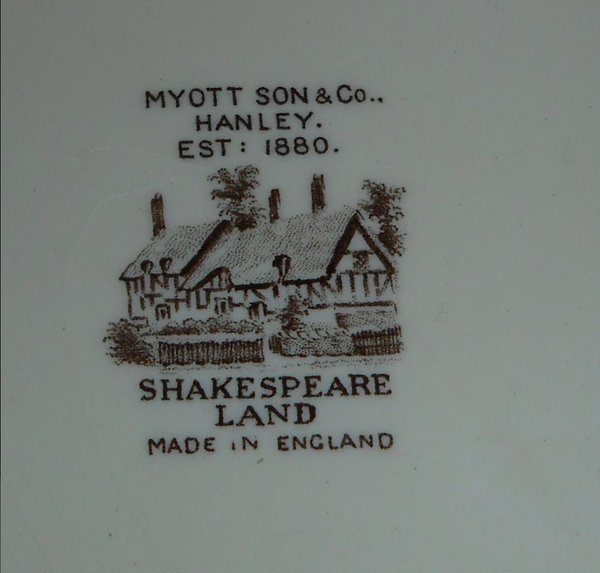 MYOTT SON & Co.,
HANLEY.
EST: 1880.
SHAKESPEARE
LAND
MADE IN ENGLAND